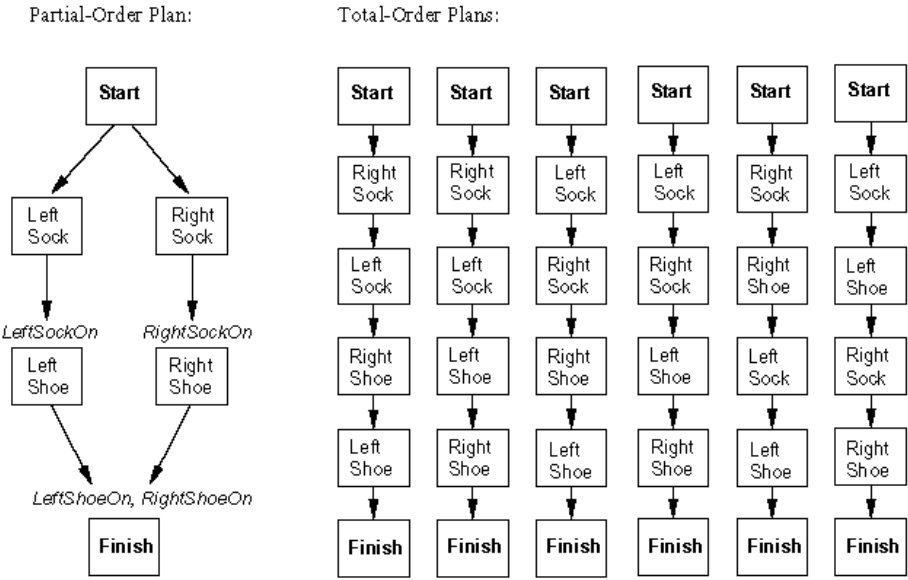 Partial-Order Plan:
Total-Order Plans:
Start
Left
Sock
Right
Sock
LeftSockOn
RightSockOn
Left
Shoe
Right
Shoe
LeftShoeOn, RightShoeOn
Finish
Start
Right
Sock
Left
Sock
Right
Shoe
Left
Shoe
Finish
Start
Right
Sock
Left
Sock
Left
Shoe
Right
Shoe
Finish
Start
Left
Sock
Right
Sock
Right
Shoe
Left
Shoe
Finish
Start
Left
Sock
Right
Sock
Left
Shoe
Right
Shoe
Finish
Start
Right
Sock
Right
Shoe
Left
Sock
Left
Shoe
Finish
Start
Left
Sock
Left
Shoe
Right
Sock
Right
Shoe
Finish